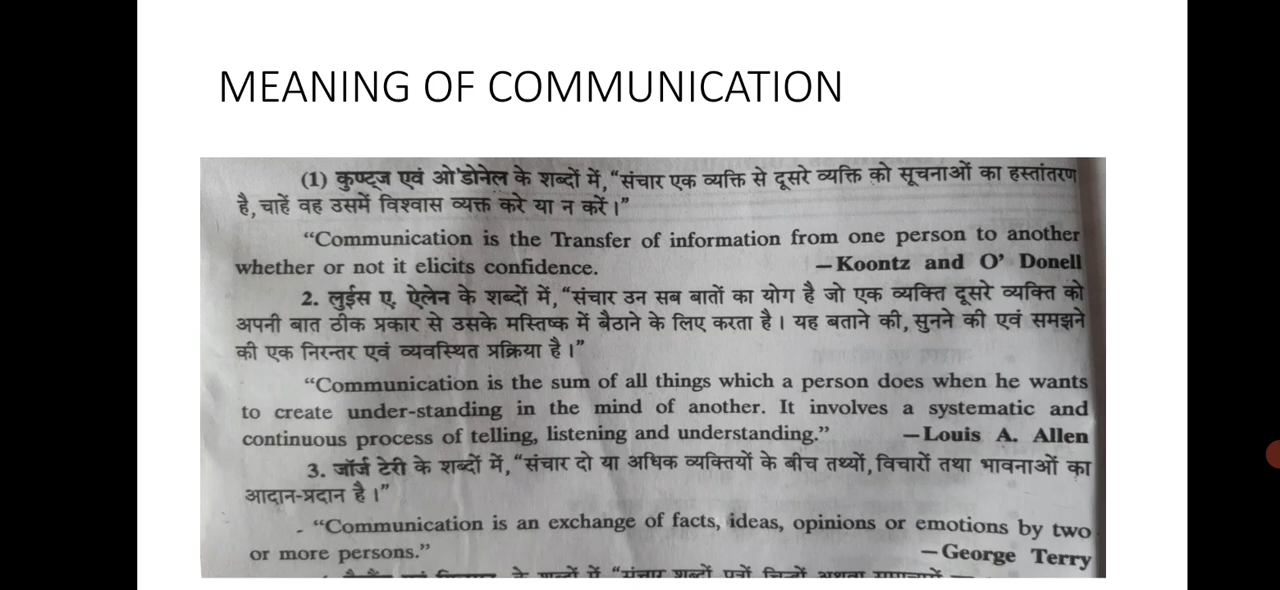 MEANING OF COMMUNICATION
(1) कुण्ट्ज एवं ओ'डोनेल के शब्दों में, “संचार एक व्यक्ति से दूसरे व्यक्ति को सूचनाओं का हस्तांतरण
है, चाहें वह उसमें विश्वास व्यक्त करे या न करें।”
“Communication is the Transfer of information from one person to another
whether or not it elicits confidence. —Koontz and O’ Donell
2. लुईस ए. ऐलेन के शब्दों में, “संचार उन सब बातों का योग है जो एक व्यक्ति दूसरे व्यक्ति को
अपनी बात ठीक प्रकार से उसके मस्तिष्क में बैठाने के लिए करता है। यह बताने की, सुनने की एवं समझने
की एक निरन्तर एवं व्यवस्थित प्रक्रिया है।”
“Communication is the sum of all things which a person does when he wants
to create under-standing in the mind of another. It involves a systematic and
continuous process of telling, listening and understanding.” —Louis A. Allen
3. जॉर्ज टेरी के शब्दों में, “संचार दो या अधिक व्यक्तियों के बीच तथ्यों, विचारों तथा भावनाओं का
आदान-प्रदान है।”
“Communication is an exchange of facts, ideas, opinions or emotions by two
or more persons.” —George Terry
के शब्दों में “संचार शब्दों पत्रों चिन्हों अथवा